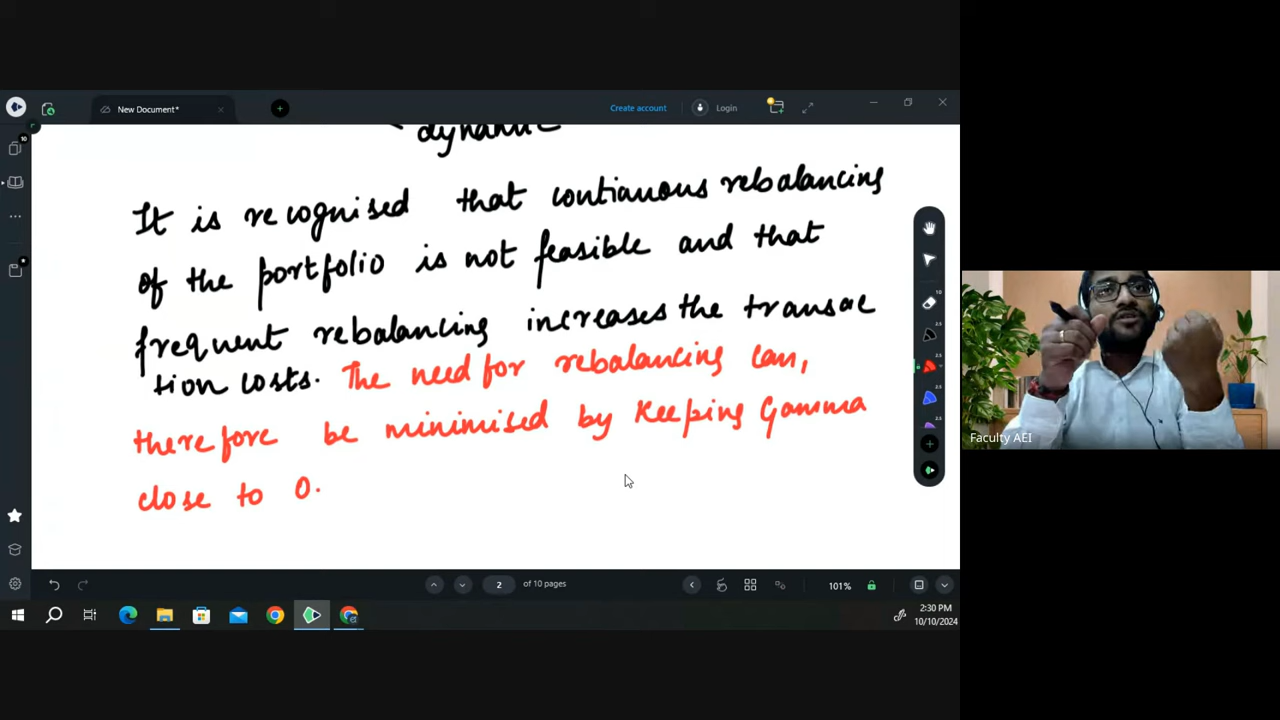 New Document*
Create account
Login
dynamic
It is recognised that contianous rebalancing
of the portfolio is not feasible and that
frequent rebalancing increases the transac
tion costs. The need for rebalancing can,
therefore be minimised by keeping Gamma
close to 0.
Faculty AEI
2 of 10 pages
101%
2:30 PM
10/10/2024